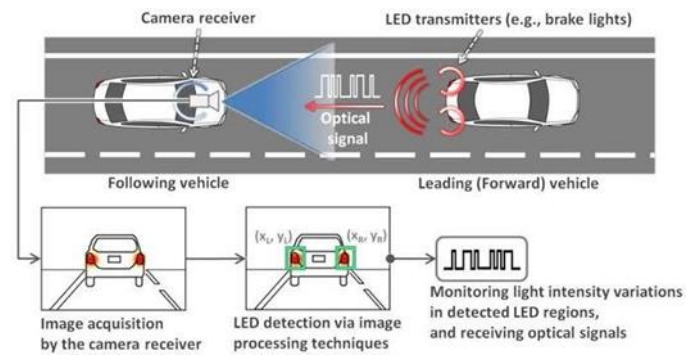 Camera receiver
LED transmitters (e.g., brake lights)
Optical
signal
Following vehicle
Leading (Forward) vehicle
(xL, yL)
(xR, yR)
Image acquisition
by the camera receiver
LED detection via image
processing techniques
Monitoring light intensity variations
in detected LED regions,
and receiving optical signals